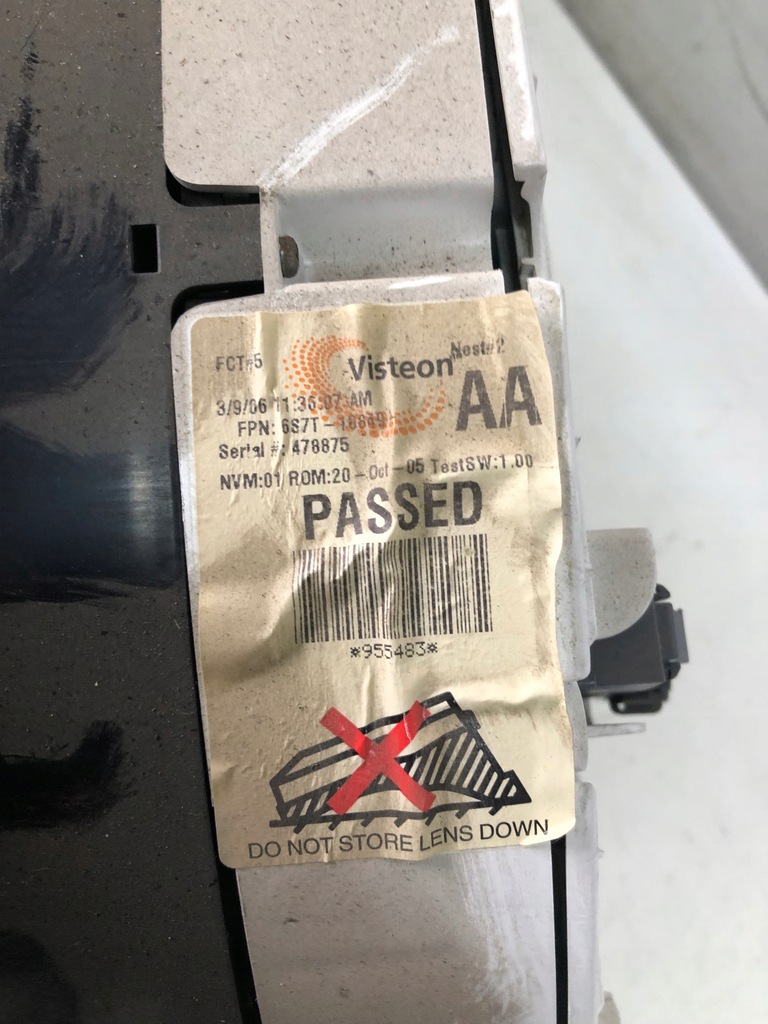 FCT#5
Visteon
Nest#2
3/9/06 11:36:07 AM
AA
FPN: 6S7T-
Serial #: 478875
NVM:01 ROM:20-Oct-05 TestSW:1.00
PASSED
*955483*
DO NOT STORE LENS DOWN